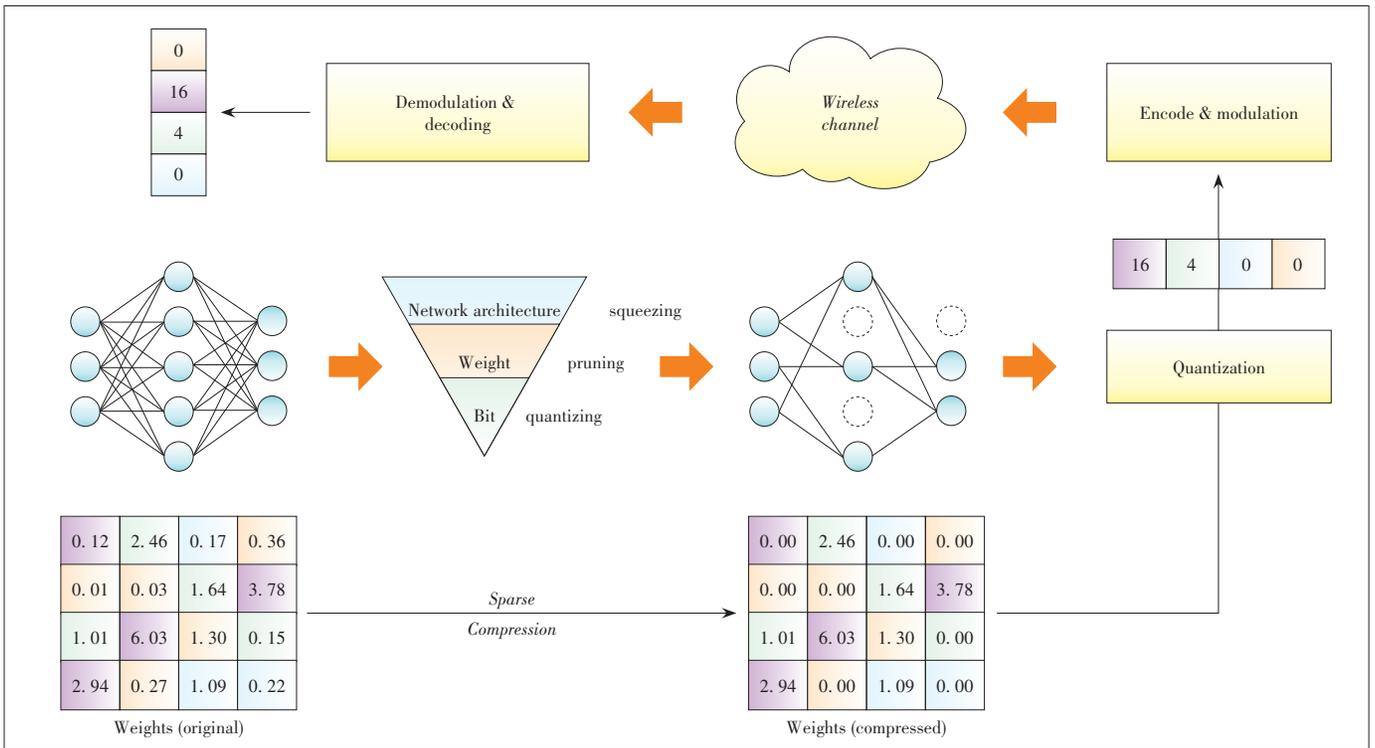 0
16
4
0
Demodulation &
decoding
Wireless
channel
Encode & modulation
16 4 0 0
Quantization
Network architecture squeezing
Weight pruning
Bit quantizing
0. 12 2. 46 0. 17 0. 36
0. 01 0. 03 1. 64 3. 78
1. 01 6. 03 1. 30 0. 15
2. 94 0. 27 1. 09 0. 22
Weights (original)
Sparse
Compression
0. 00 2. 46 0. 00 0. 00
0. 00 0. 00 1. 64 3. 78
1. 01 6. 03 1. 30 0. 00
2. 94 0. 00 1. 09 0. 00
Weights (compressed)